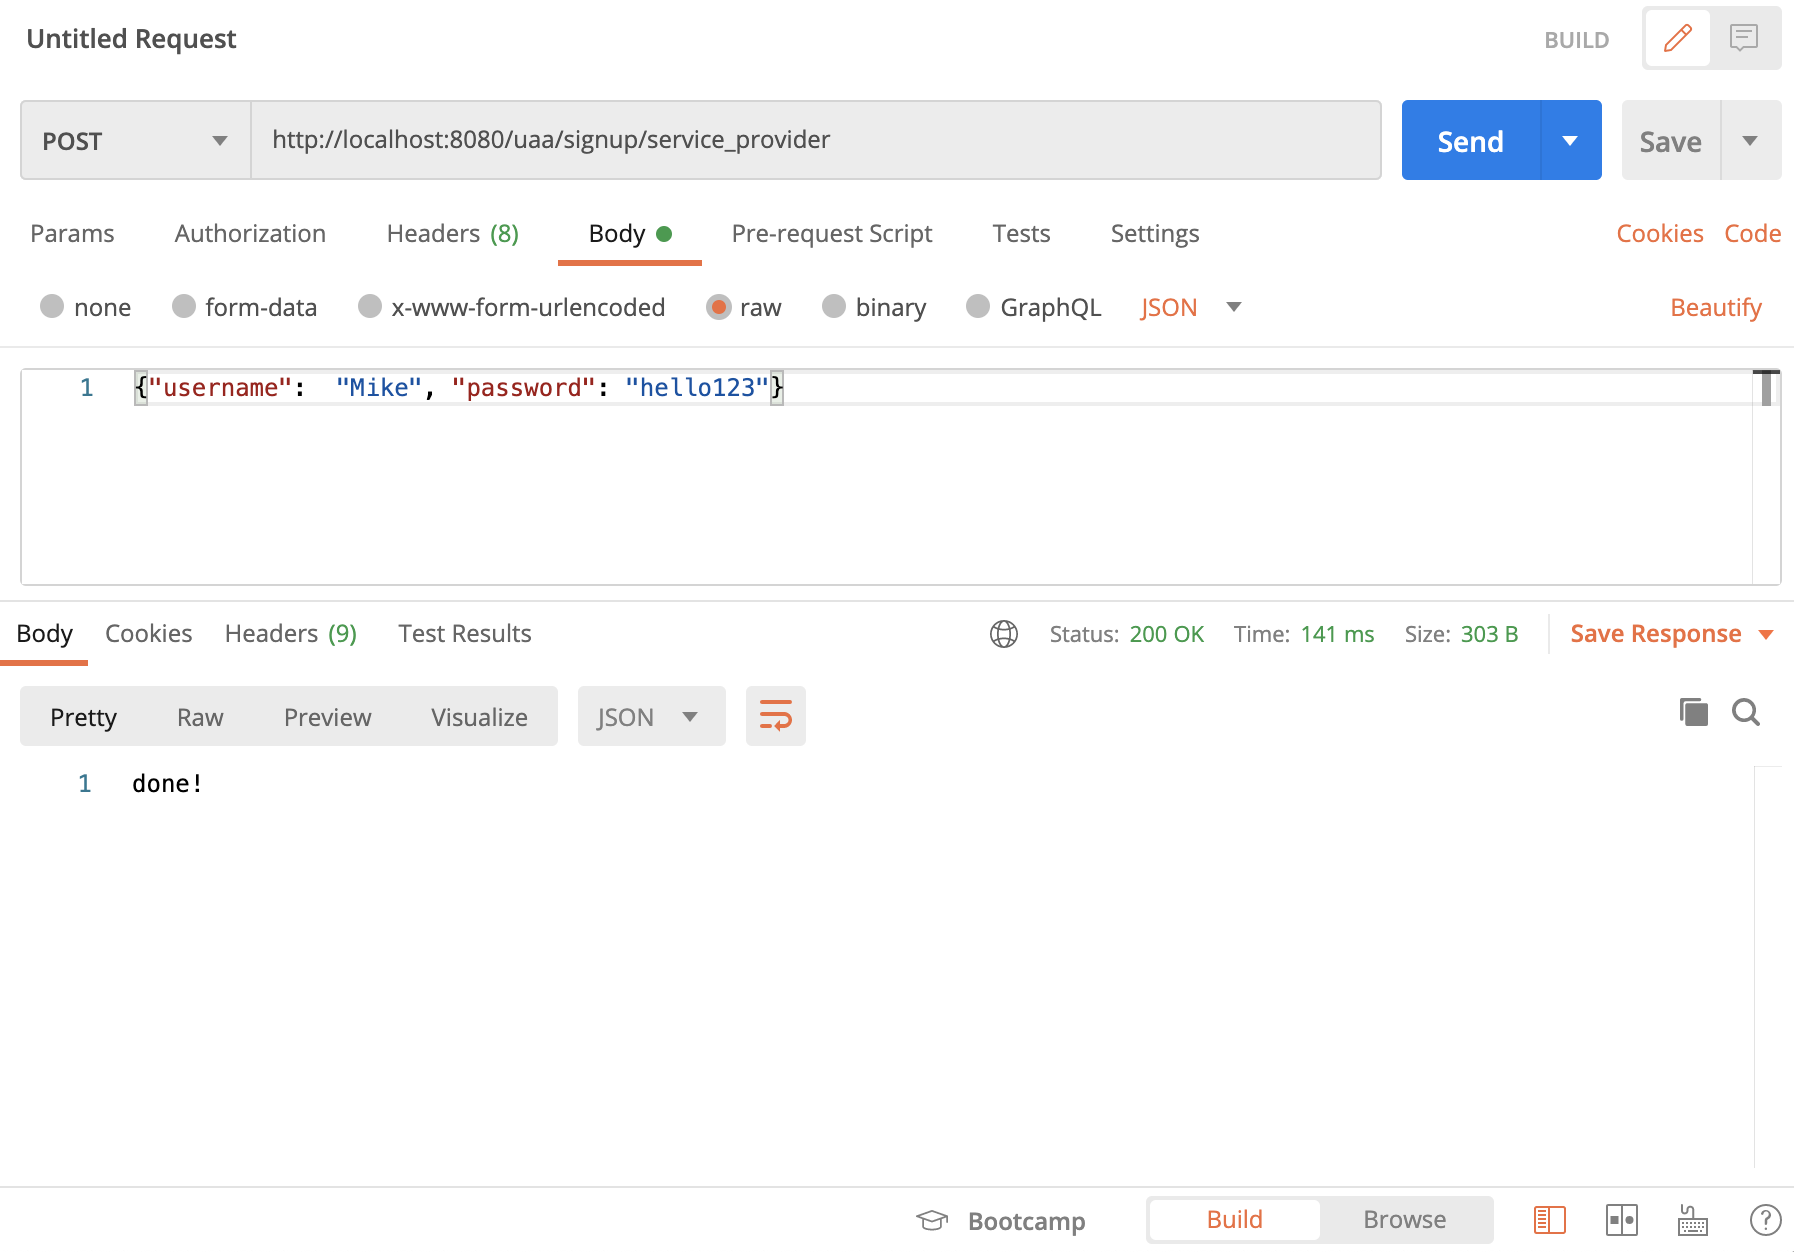 Untitled Request BUILD
POST http://localhost:8080/uaa/signup/service_provider Send Save
Params Authorization Headers (8) Body Pre-request Script Tests Settings Cookies Code
none form-data x-www-form-urlencoded raw binary GraphQL JSON Beautify
1 {"username":  "Mike", "password": "hello123"}
Body Cookies Headers (9) Test Results Status: 200 OK Time: 141 ms Size: 303 B Save Response
Pretty Raw Preview Visualize JSON
1 done!
Bootcamp Build Browse ?